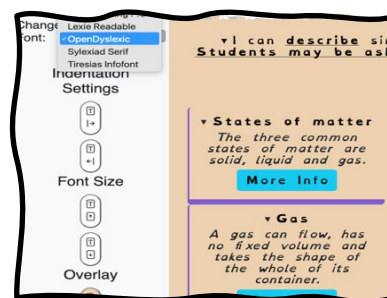 Change
Font:
Lexie Readable
✓OpenDyslexic
Sylexiad Serif
Tiresias Infofont
Indentation
Settings
Font Size
Overlay
▾I can describe
Students may be
▾States of matter
The three common
states of matter are
solid, liquid and gas.
More Info
▾Gas
A gas can flow, has
no fixed volume and
takes the shape of
the whole of its
container.